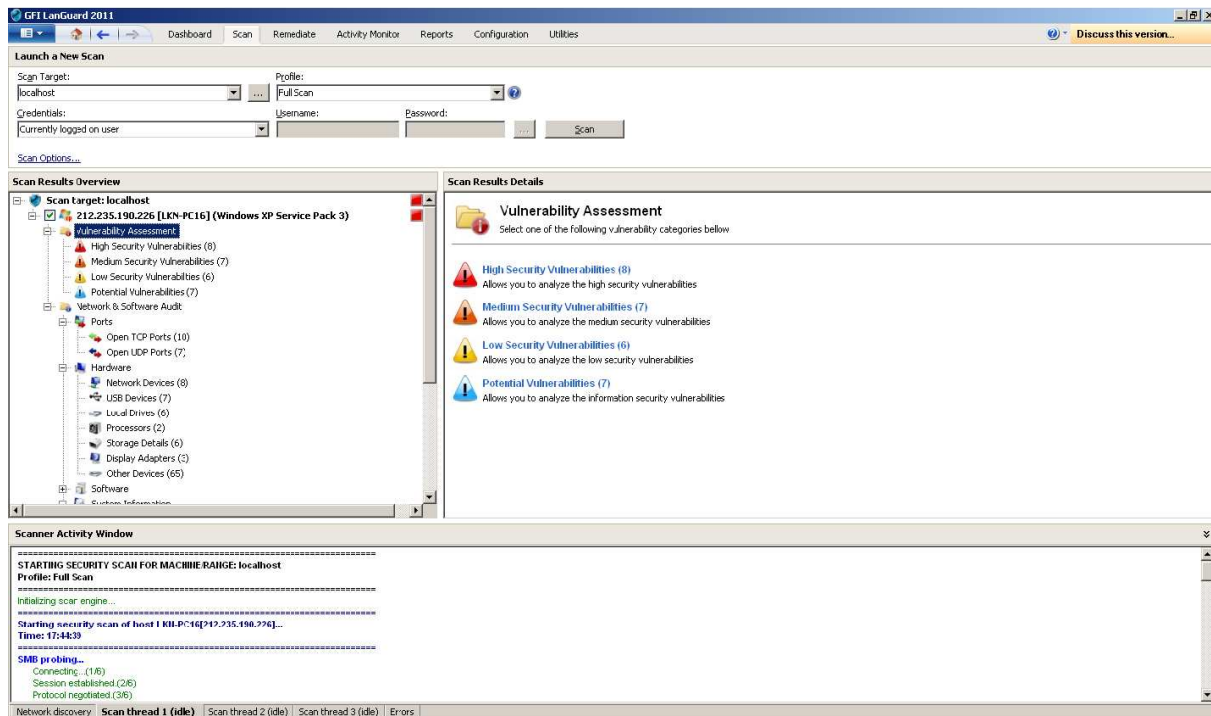 GFI LanGuard 2011
Dashboard Scan Remediate Activity Monitor Reports Configuration Utilities Discuss this version...
Launch a New Scan
Scan Target: Profile:
localhost ... Full Scan
Credentials: Username: Password:
Currently logged on user ... Scan
Scan Options...
Scan Results Overview
Scan target: localhost
212.235.190.226 [LKN-PC16] (Windows XP Service Pack 3)
Vulnerability Assessment
High Security Vulnerabilities (8)
Medium Security Vulnerabilities (7)
Low Security Vulnerabilities (6)
Potential Vulnerabilities (7)
Network & Software Audit
Ports
Open TCP Ports (10)
Open UDP Ports (7)
Hardware
Network Devices (8)
USB Devices (7)
Local Drives (6)
Processors (2)
Storage Details (6)
Display Adapters (3)
Other Devices (65)
Software
System Information
Scan Results Details
Vulnerability Assessment
Select one of the following vulnerability categories bellow
High Security Vulnerabilities (8)
Allows you to analyze the high security vulnerabilities
Medium Security Vulnerabilities (7)
Allows you to analyze the medium security vulnerabilities
Low Security Vulnerabilities (6)
Allows you to analyze the low security vulnerabilities
Potential Vulnerabilities (7)
Allows you to analyze the information security vulnerabilities
Scanner Activity Window
STARTING SECURITY SCAN FOR MACHINE/RANGE: localhost
Profile: Full Scan
Initializing scan engine...
Starting security scan of host LKN-PC16[212.235.190.226]...
Time: 17:44:39
SMB probing...
Connecting...(1/6)
Session established.(2/6)
Protocol negotiated.(3/6)
Network discovery Scan thread 1 (idle) Scan thread 2 (idle) Scan thread 3 (idle) Errors